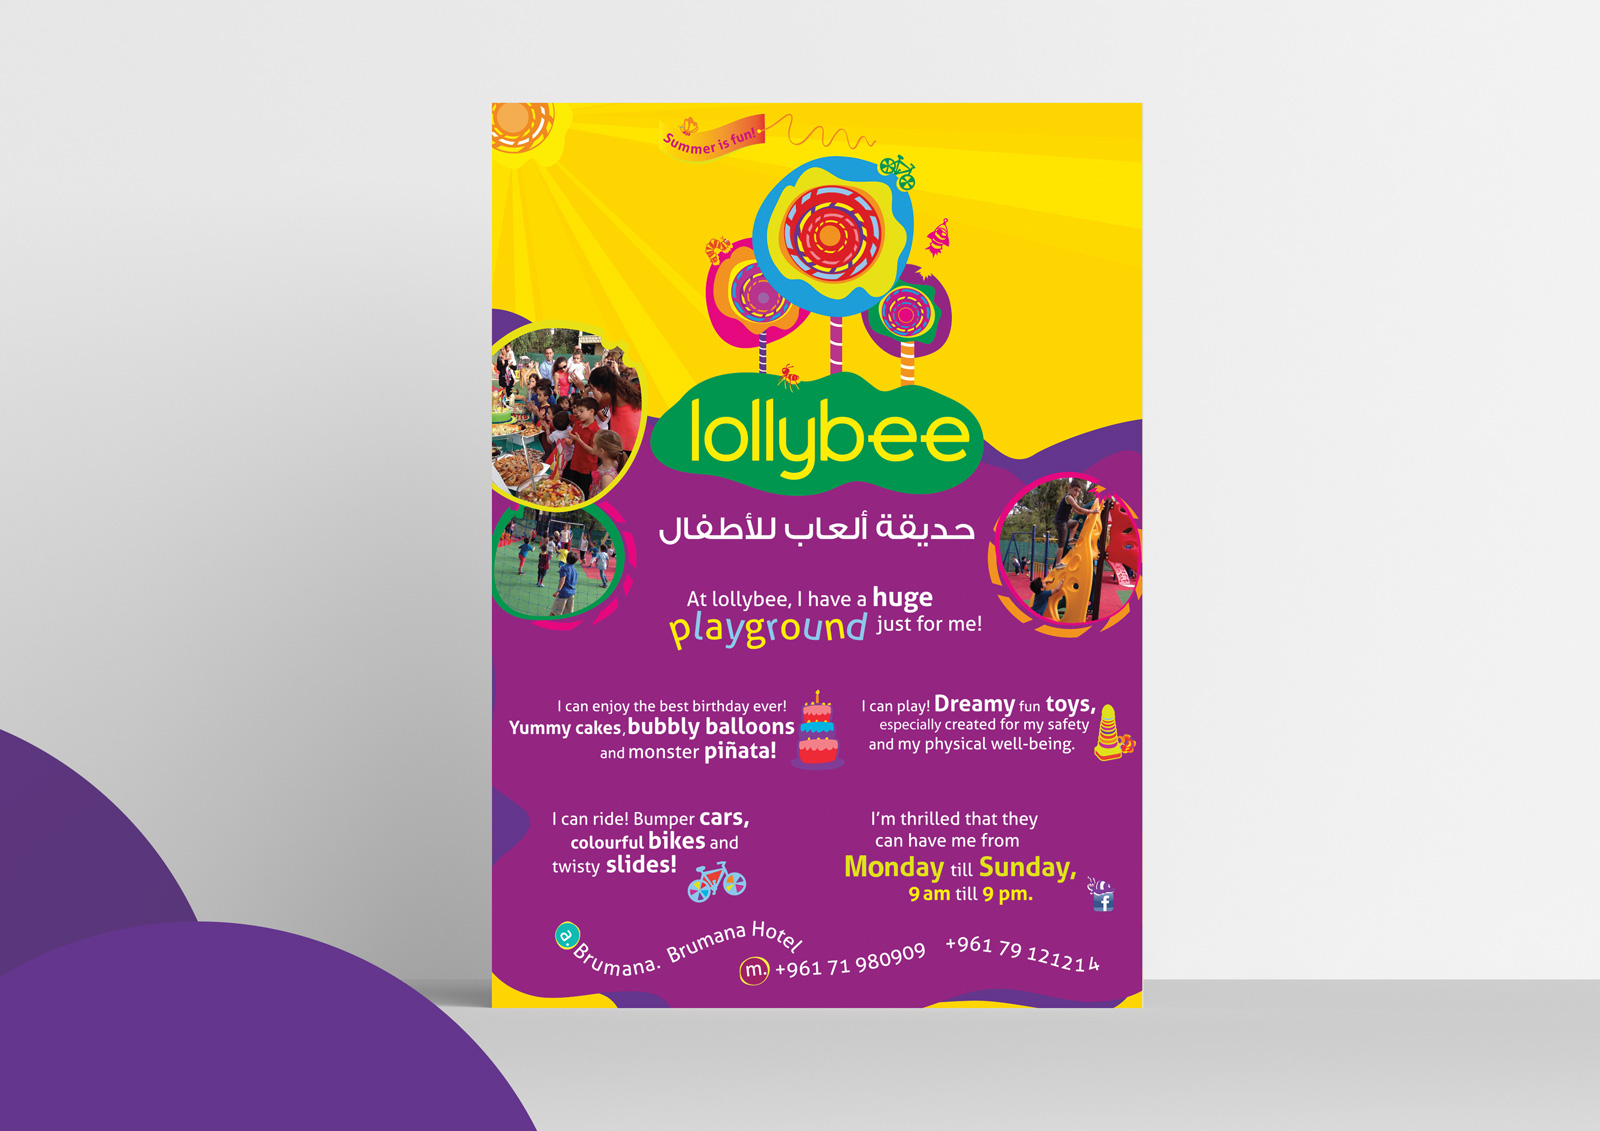 Summer is fun!
lollybee
حديقة ألعاب للأطفال
At lollybee, I have a huge
playground just for me!
I can enjoy the best birthday ever!
Yummy cakes, bubbly balloons
and monster piñata!
I can play! Dreamy fun toys,
especially created for my safety
and my physical well-being.
I can ride! Bumper cars,
colourful bikes and
twisty slides!
I'm thrilled that they
can have me from
Monday till Sunday,
9 am till 9 pm.
f
a. Brumana. Brumana Hotel
m. +961 71 980909 +961 79 121214